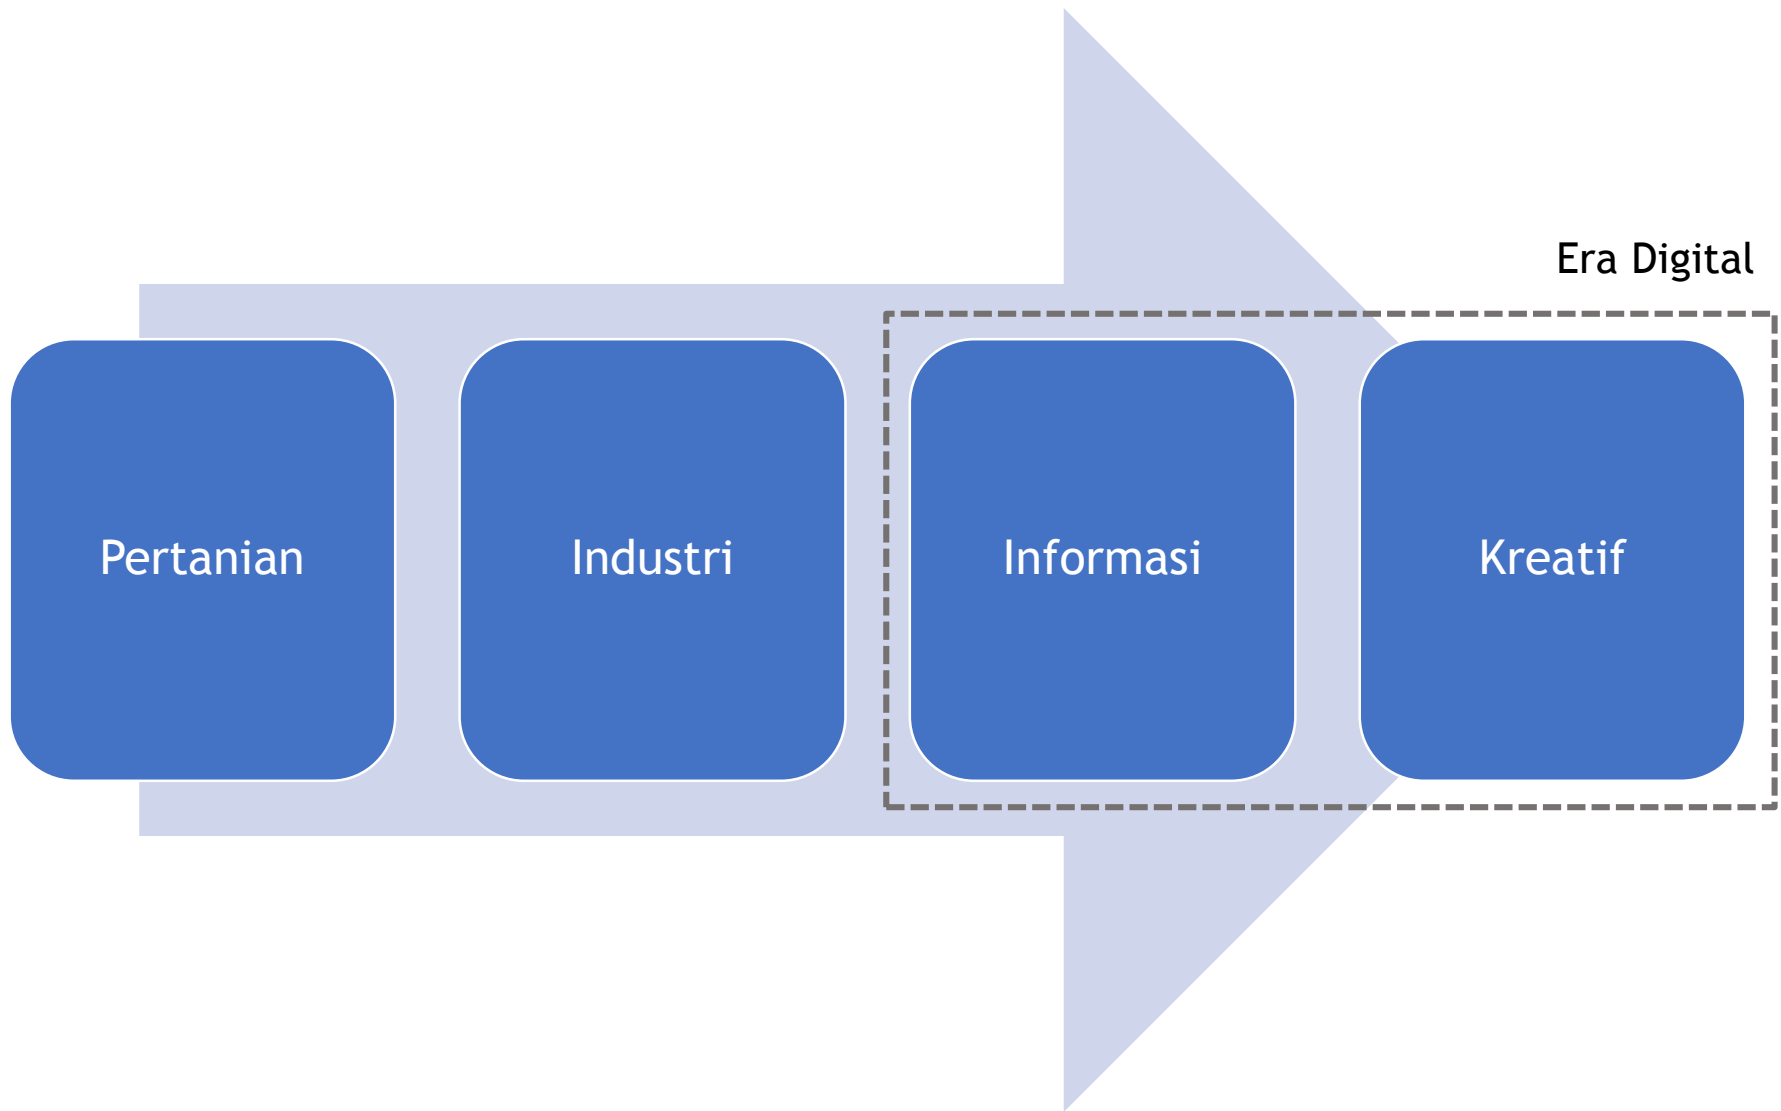 Era Digital
Pertanian
Industri
Informasi
Kreatif